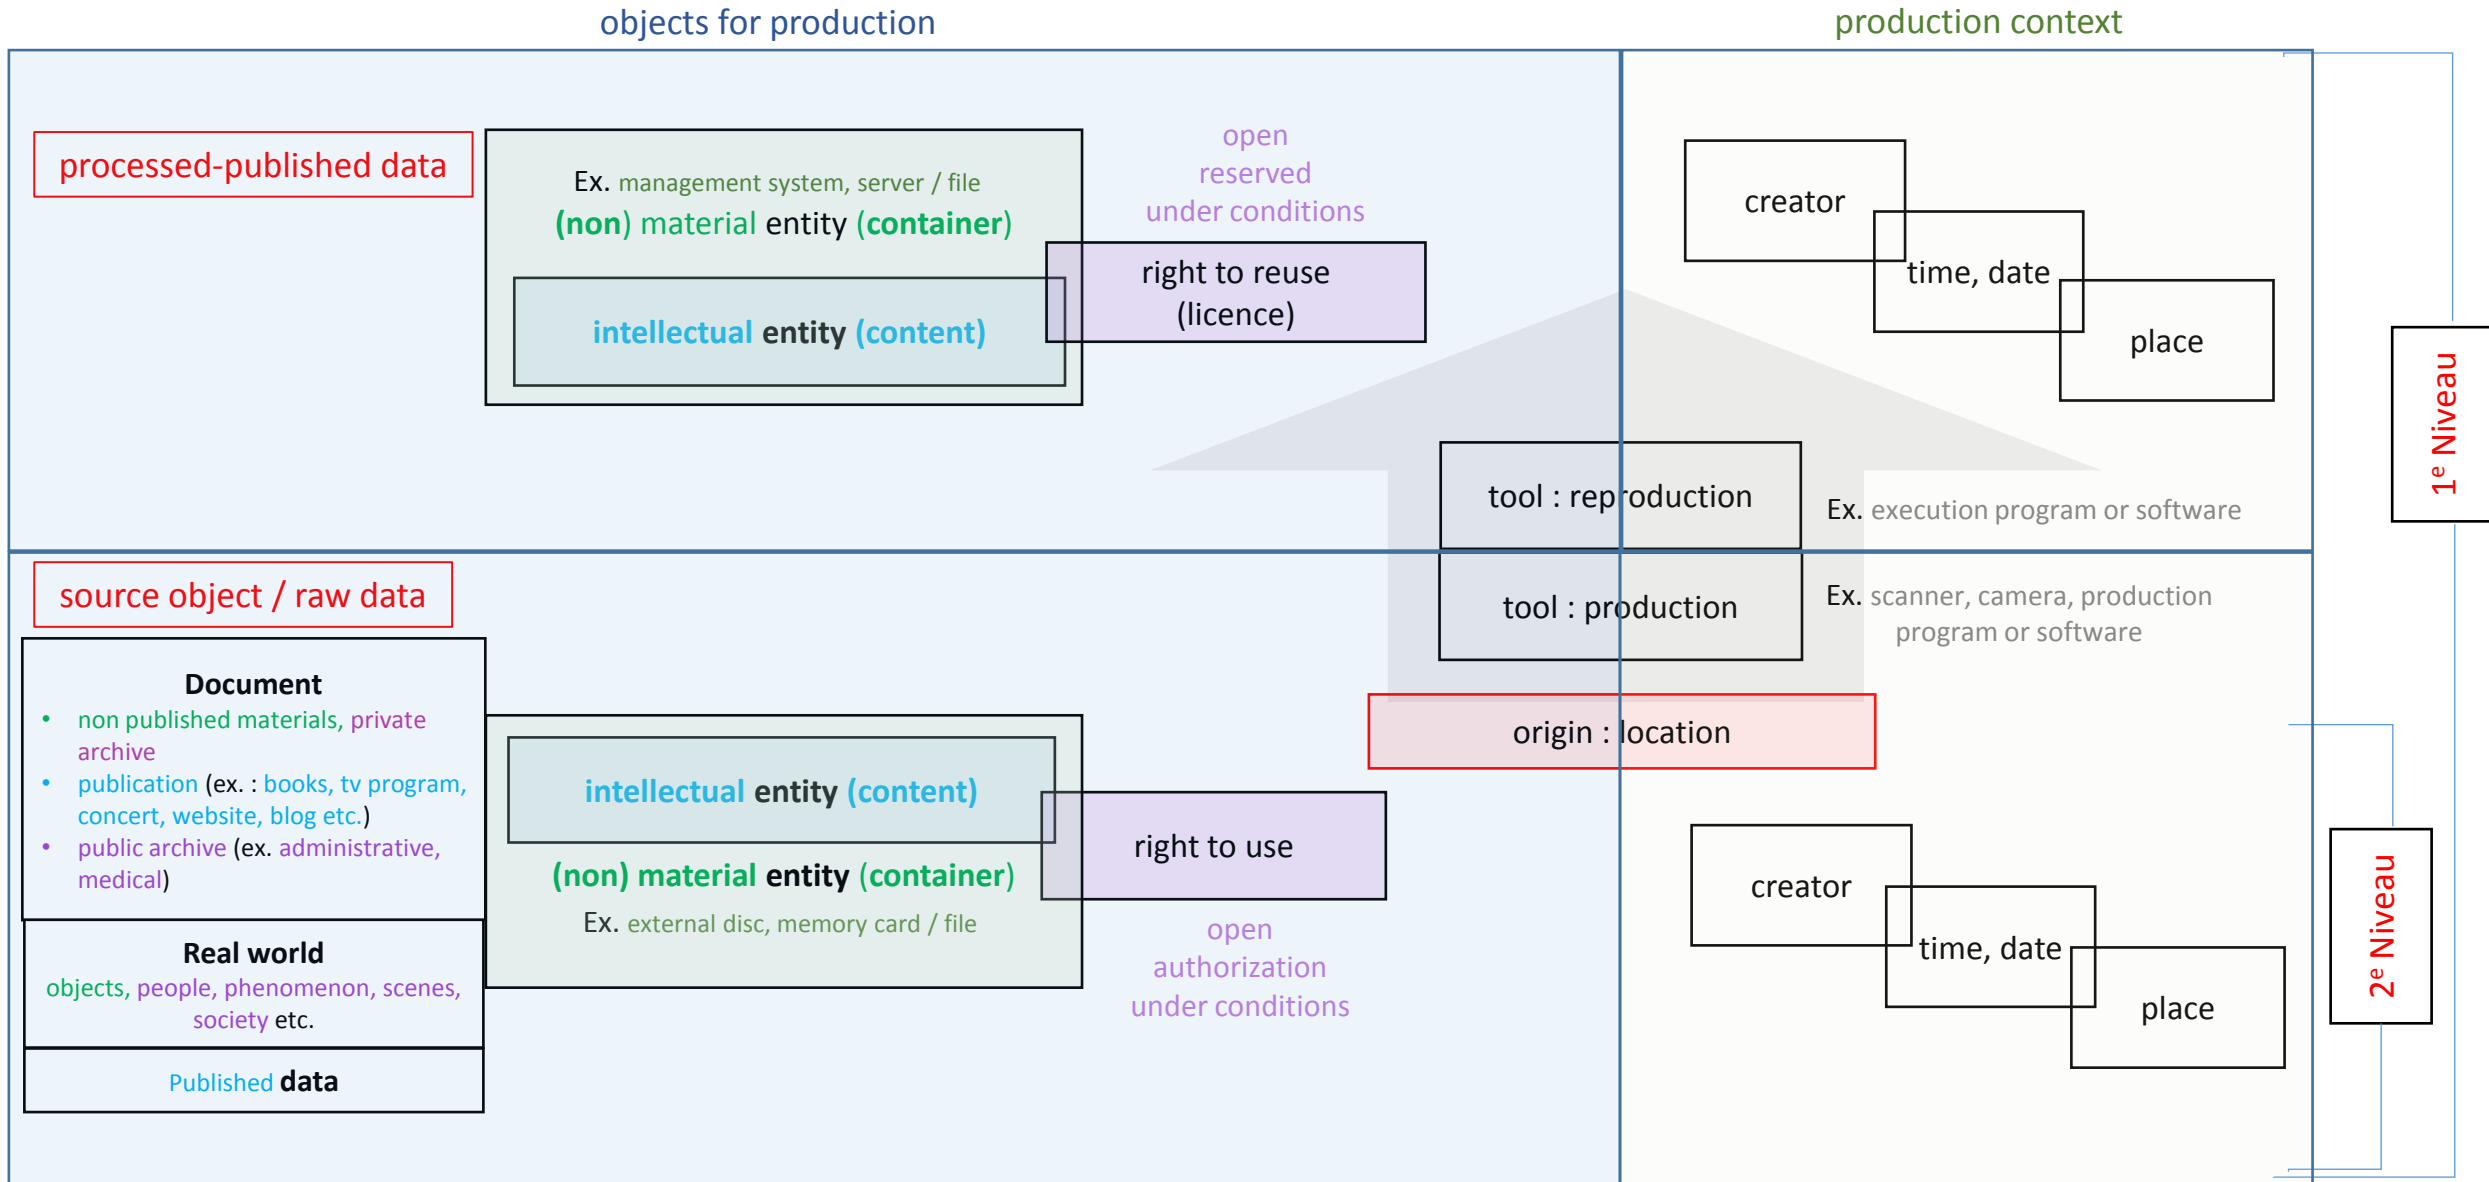 objects for production
production context
processed-published data
Ex. management system, server / file
(non) material entity (container)
intellectual entity (content)
open
reserved
under conditions
right to reuse
(licence)
creator
time, date
place
1e Niveau
tool : reproduction
Ex. execution program or software
source object / raw data
tool : production
Ex. scanner, camera, production
program or software
origin : location
Document
• non published materials, private
archive
• publication (ex. : books, tv program,
concert, website, blog etc.)
• public archive (ex. administrative,
medical)
Real world
objects, people, phenomenon, scenes,
society etc.
Published data
intellectual entity (content)
(non) material entity (container)
Ex. external disc, memory card / file
right to use
open
authorization
under conditions
creator
time, date
place
2e Niveau